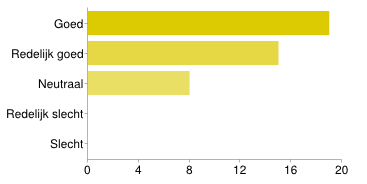 Goed
Redelijk goed
Neutraal
Redelijk slecht
Slecht
0 4 8 12 16 20